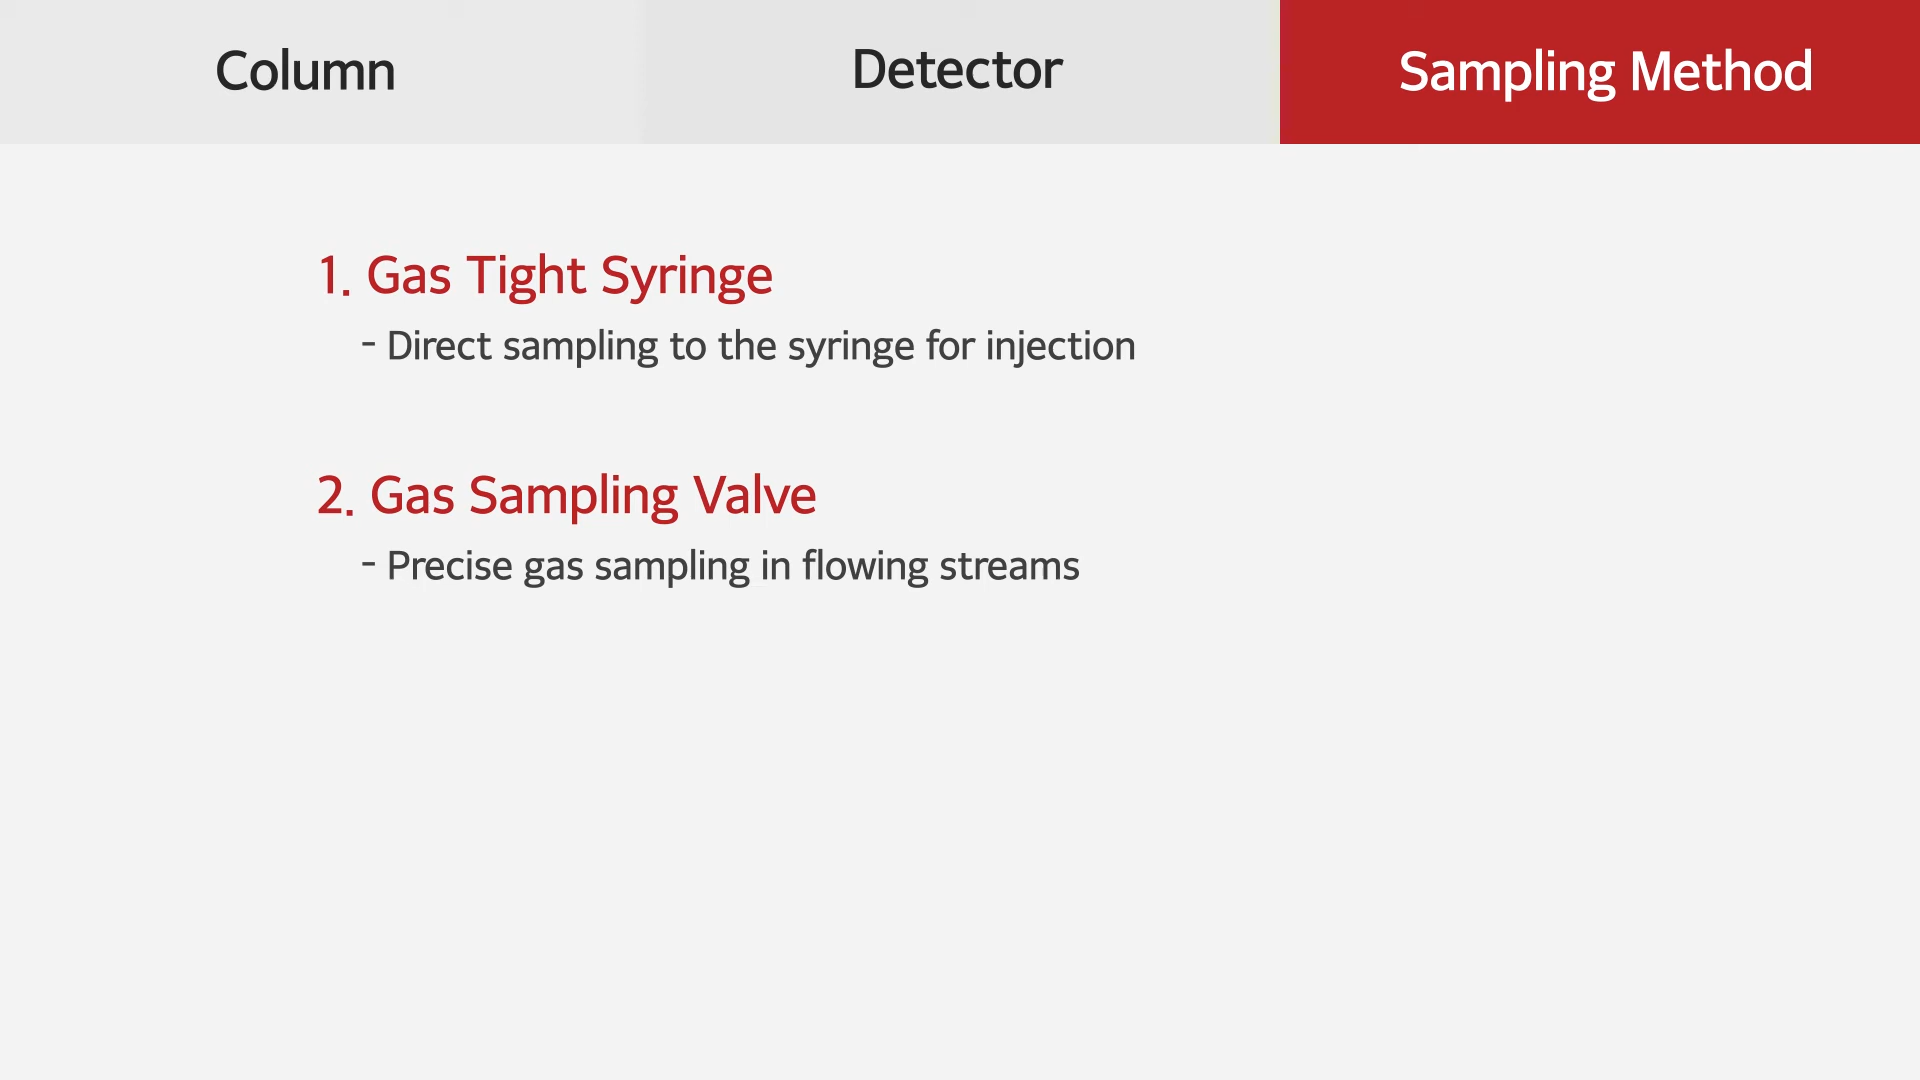 Column
Detector
Sampling Method
1. Gas Tight Syringe
- Direct sampling to the syringe for injection
2. Gas Sampling Valve
- Precise gas sampling in flowing streams